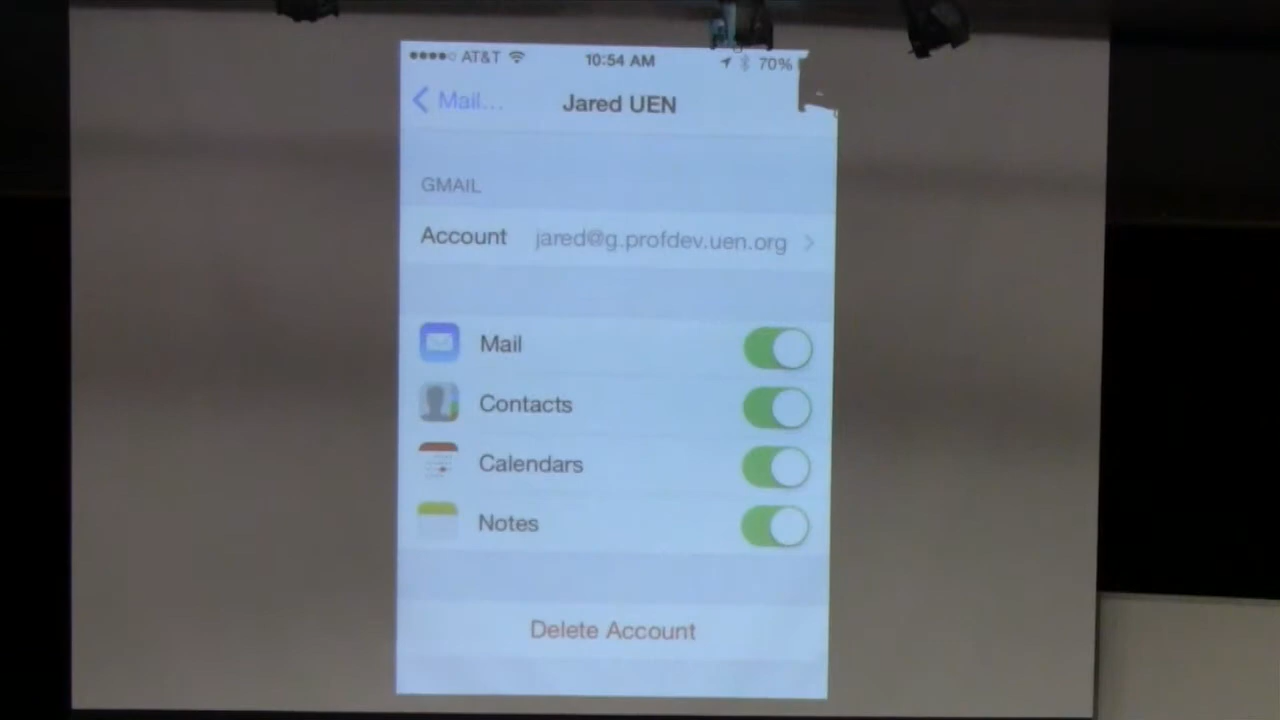 AT&T 10:54 AM 70%
Mail... Jared UEN
GMAIL
Account jared@g.profdev.uen.org
Mail
Contacts
Calendars
Notes
Delete Account